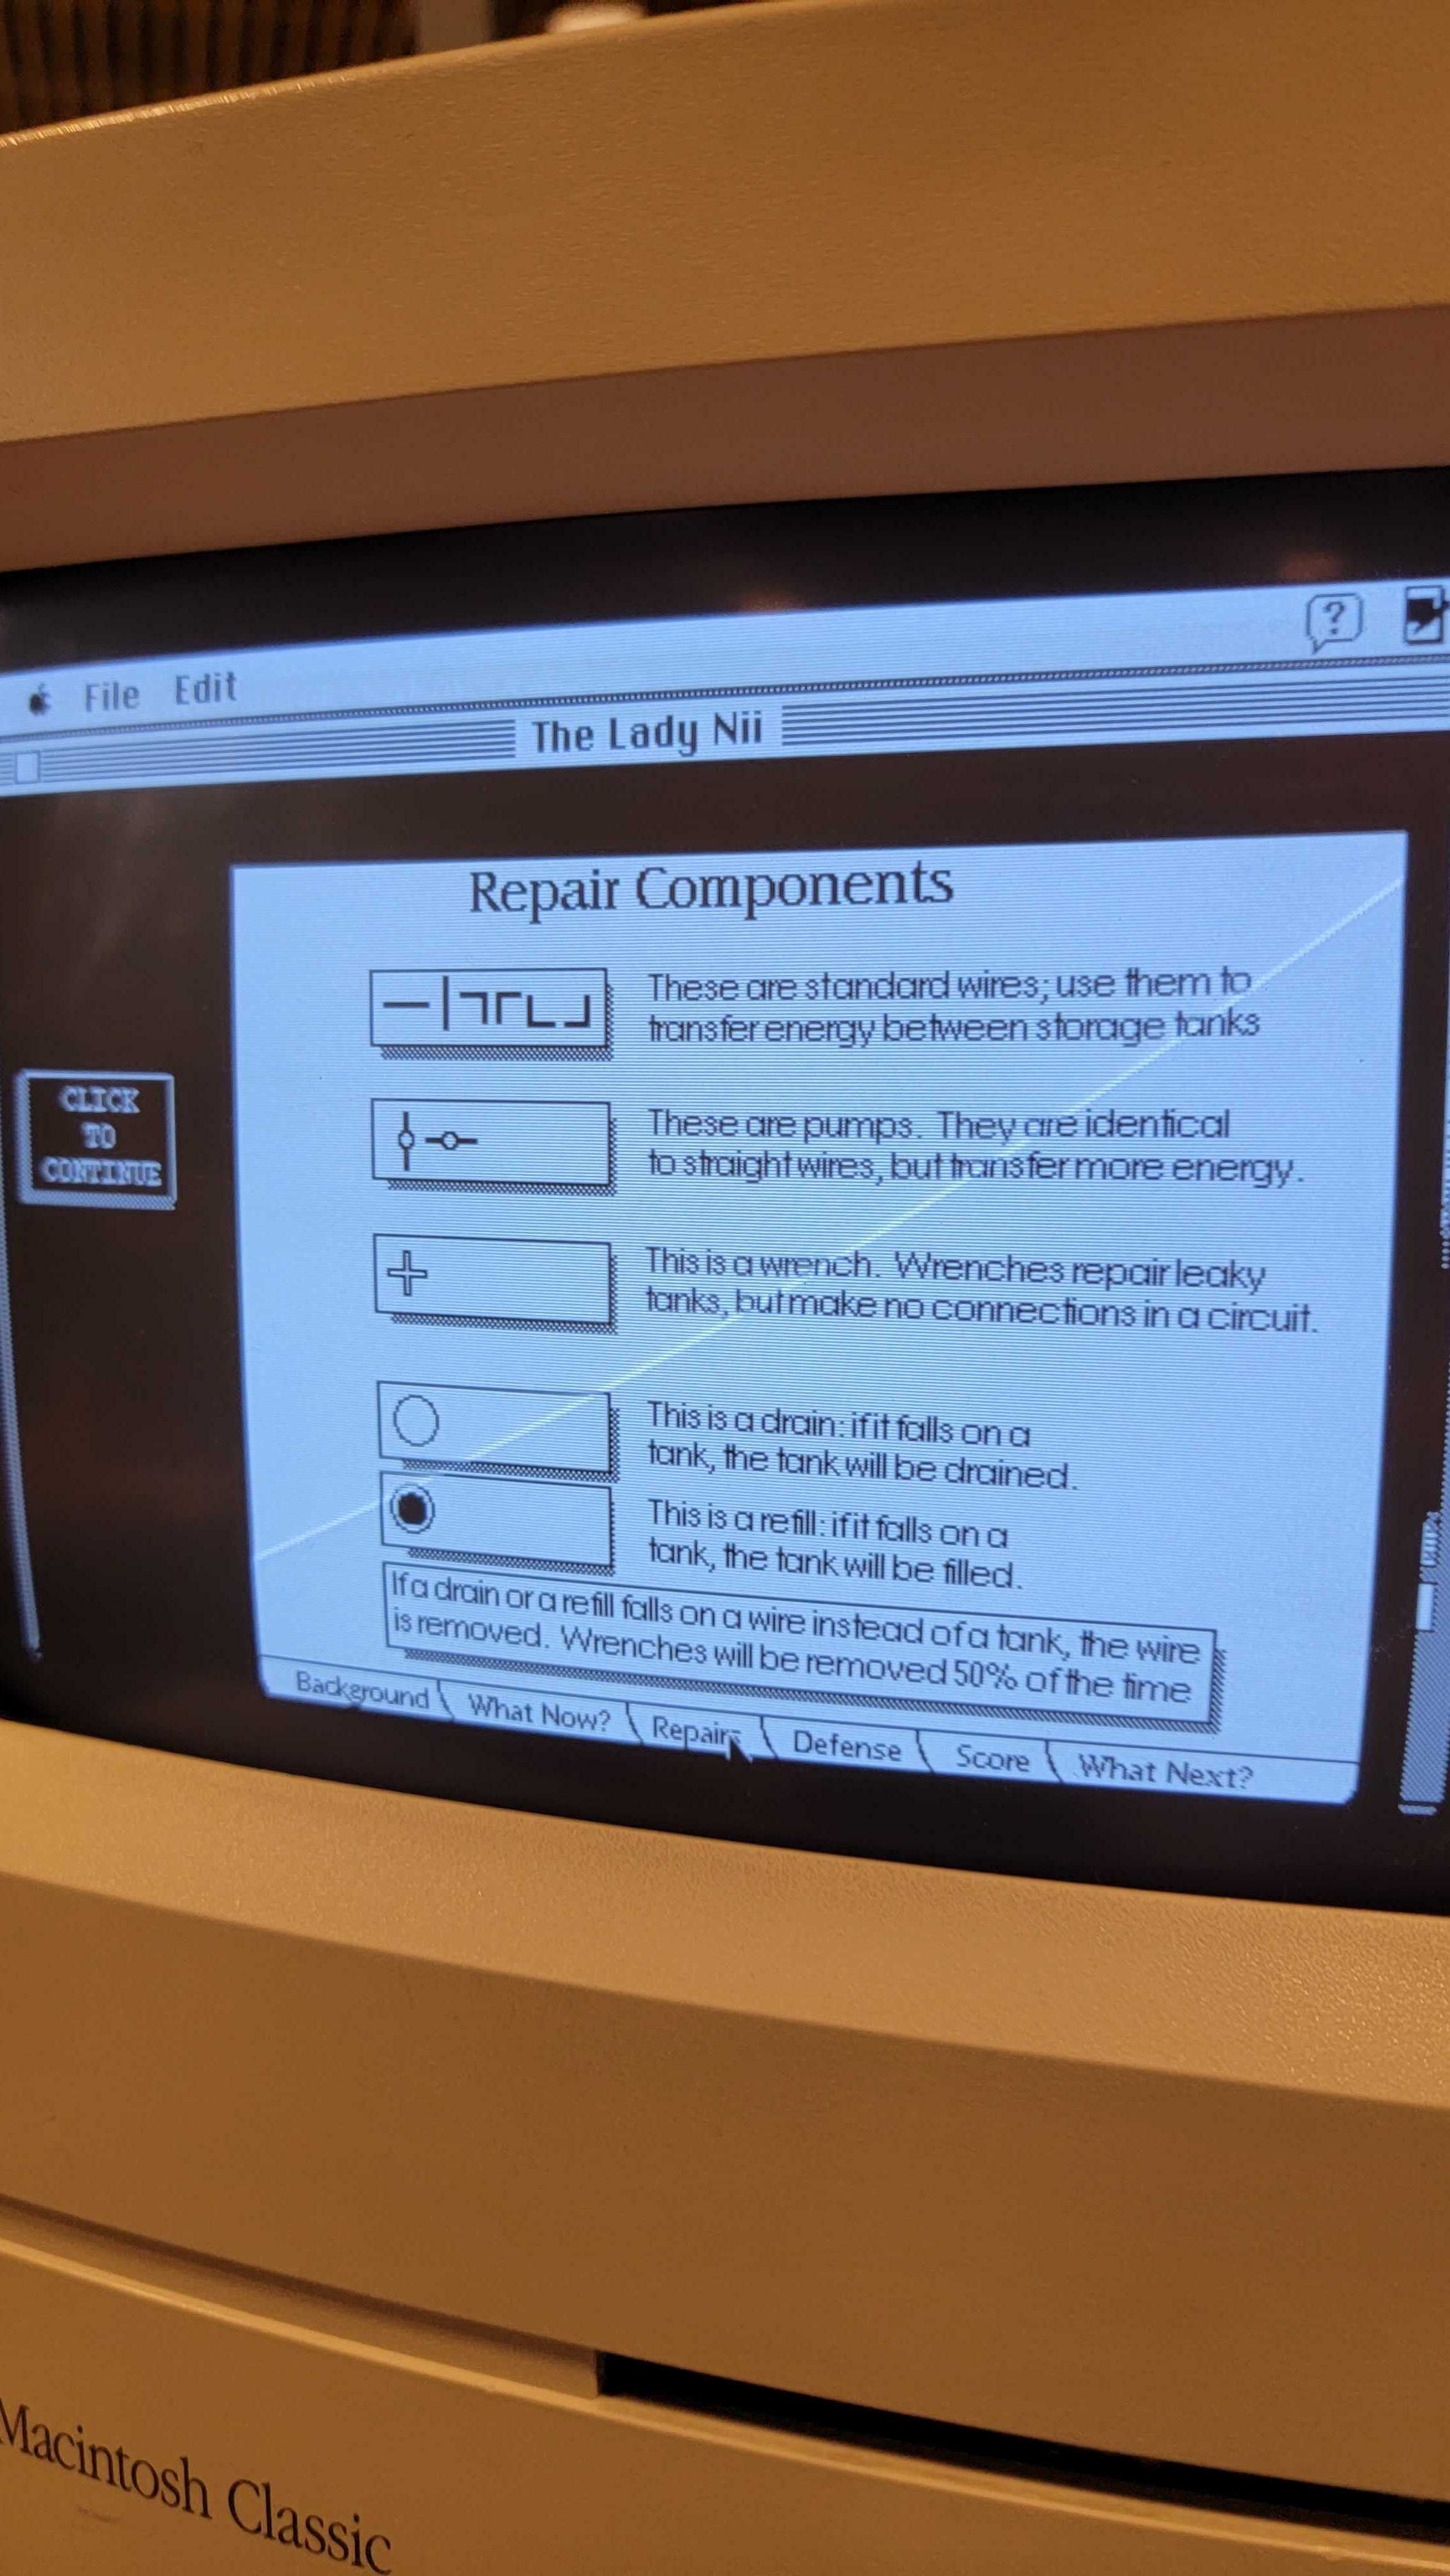 File Edit
The Lady Nii
Repair Components
These are standard wires; use them to
transfer energy between storage tanks
CLICK
TO
CONTINUE
These are pumps. They are identical
to straight wires, but transfer more energy.
This is a wrench. Wrenches repair leaky
tanks, but make no connections in a circuit.
This is a drain: if it falls on a
tank, the tank will be drained.
This is a refill: if it falls on a
tank, the tank will be filled.
If a drain or a refill falls on a wire instead of a tank, the wire
is removed. Wrenches will be removed 50% of the time
Background What Now? Repairs Defense Score What Next?
Macintosh Classic